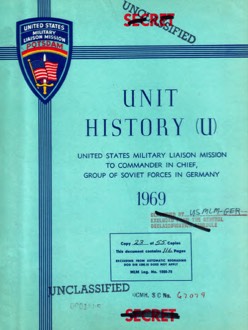 SECRET
UNCLASSIFIED
UNITED STATES
MILITARY
LIAISON MISSION
POTSDAM
UNIT
HISTORY (U)
UNITED STATES MILITARY LIAISON MISSION
TO COMMANDER IN CHIEF,
GROUP OF SOVIET FORCES IN GERMANY
1969
USMLM-GER
Copy 23 of 55 Copies
This document contains 116 Pages
UNCLASSIFIED
SECRET